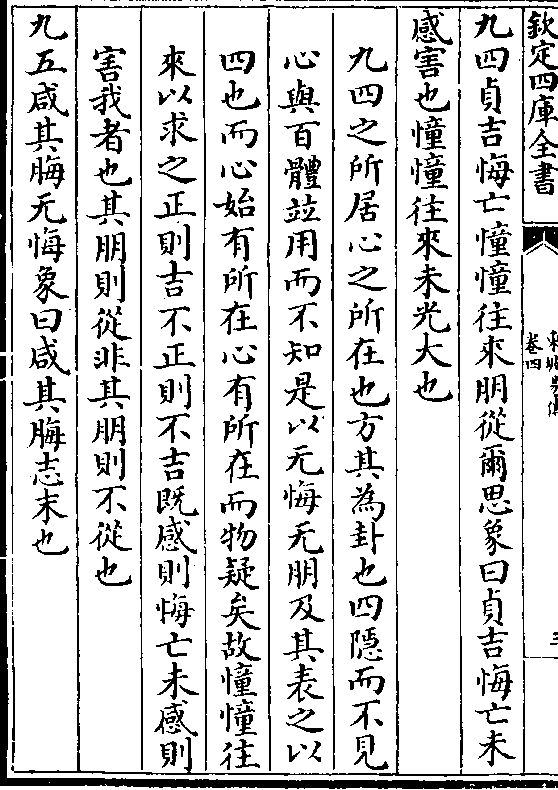 欽定四庫全書
卷四
九四貞吉悔亡憧憧往來朋從爾思象曰貞吉悔亡未
感害也憧憧往來未光大也
九四之所居心之所在也方其為卦也四隱而不見
心與百體竝用而不知是以无悔无朋及其表之以
四也而心始有所在心有所在而物疑矣故憧憧往
來以求之正則吉不正則不吉既感則悔亡未感則
害我者也其朋則從非其朋則不從也
九五咸其脢无悔象曰咸其脢志末也